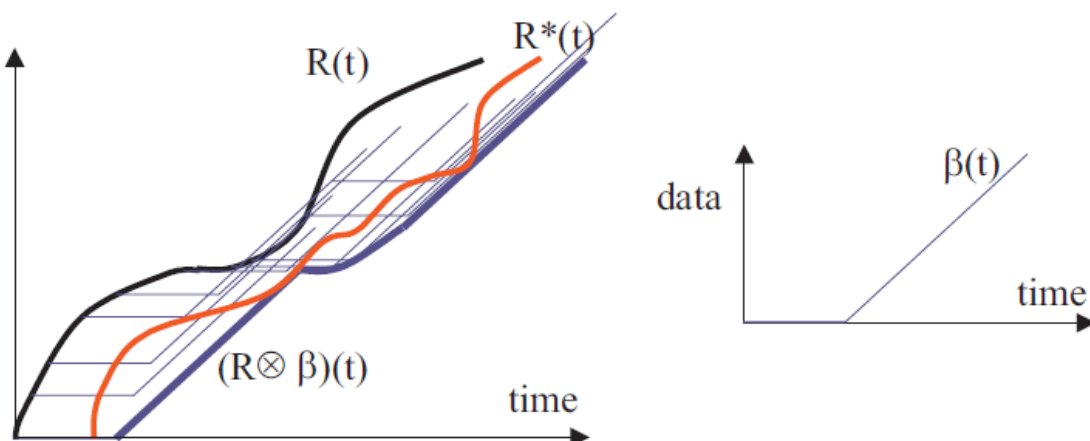 R(t)
R*(t)
(R⊗ β)(t)
time
data
β(t)
time